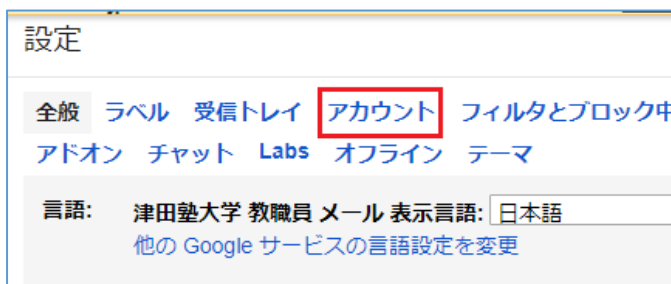 設定
全般 ラベル 受信トレイ アカウント フィルタとブロック中
アドオン チャット Labs オフライン テーマ
言語: 津田塾大学 教職員 メール 表示言語: 日本語
他の Google サービスの言語設定を変更